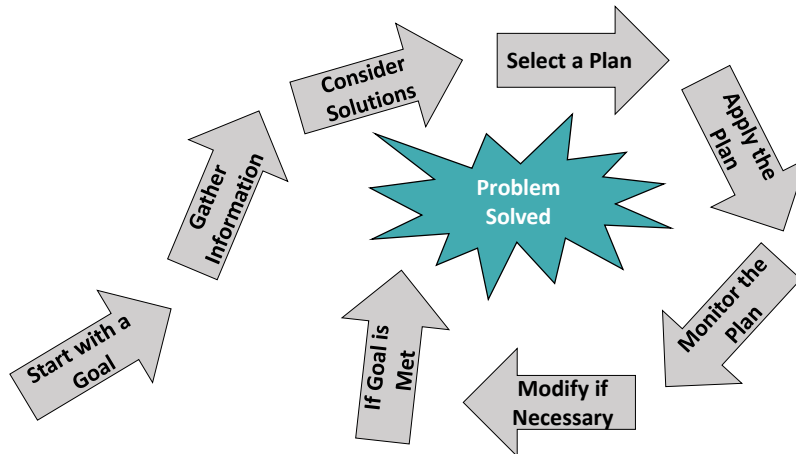 Start with a
Goal
Gather
Information
Consider
Solutions
Select a Plan
Apply the
Plan
Monitor the
Plan
Modify if
Necessary
If Goal is
Met
Problem
Solved